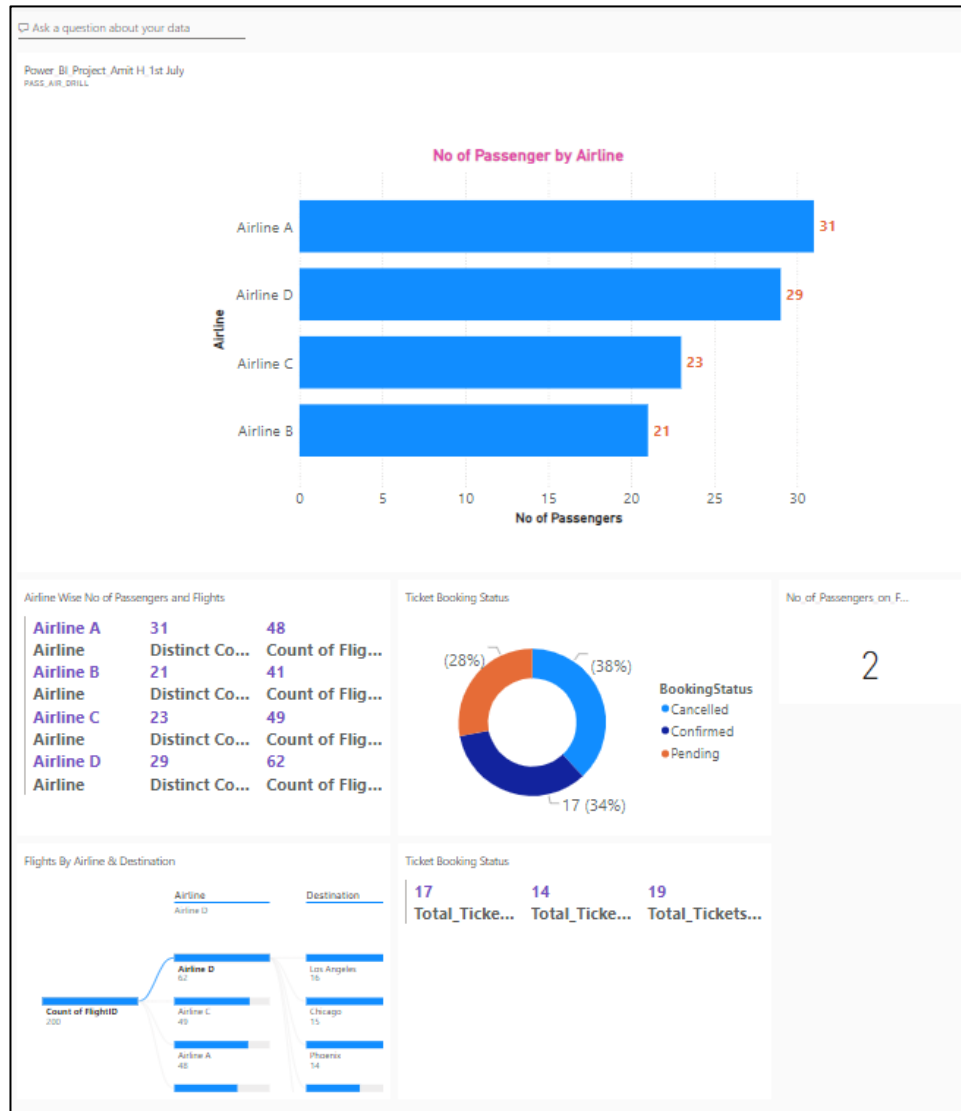 Ask a question about your data
Power_BI_Project_Amit H_1st July
PASS_AIR_DRILL
No of Passenger by Airline
Airline
Airline A
31
Airline D
29
Airline C
23
Airline B
21
0 5 10 15 20 25 30
No of Passengers
Airline Wise No of Passengers and Flights
Airline A 31 48
Airline Distinct Co... Count of Flig...
Airline B 21 41
Airline Distinct Co... Count of Flig...
Airline C 23 49
Airline Distinct Co... Count of Flig...
Airline D 29 62
Airline Distinct Co... Count of Flig...
Ticket Booking Status
(28%)
(38%)
17 (34%)
BookingStatus
Cancelled
Confirmed
Pending
No_of_Passengers_on_F...
2
Flights By Airline & Destination
Airline Destination
Airline D
Count of FlightID
200
Airline D
62
Airline C
49
Airline A
48
Los Angeles
16
Chicago
15
Phoenix
14
Ticket Booking Status
17 14 19
Total_Ticke... Total_Ticke... Total_Tickets...